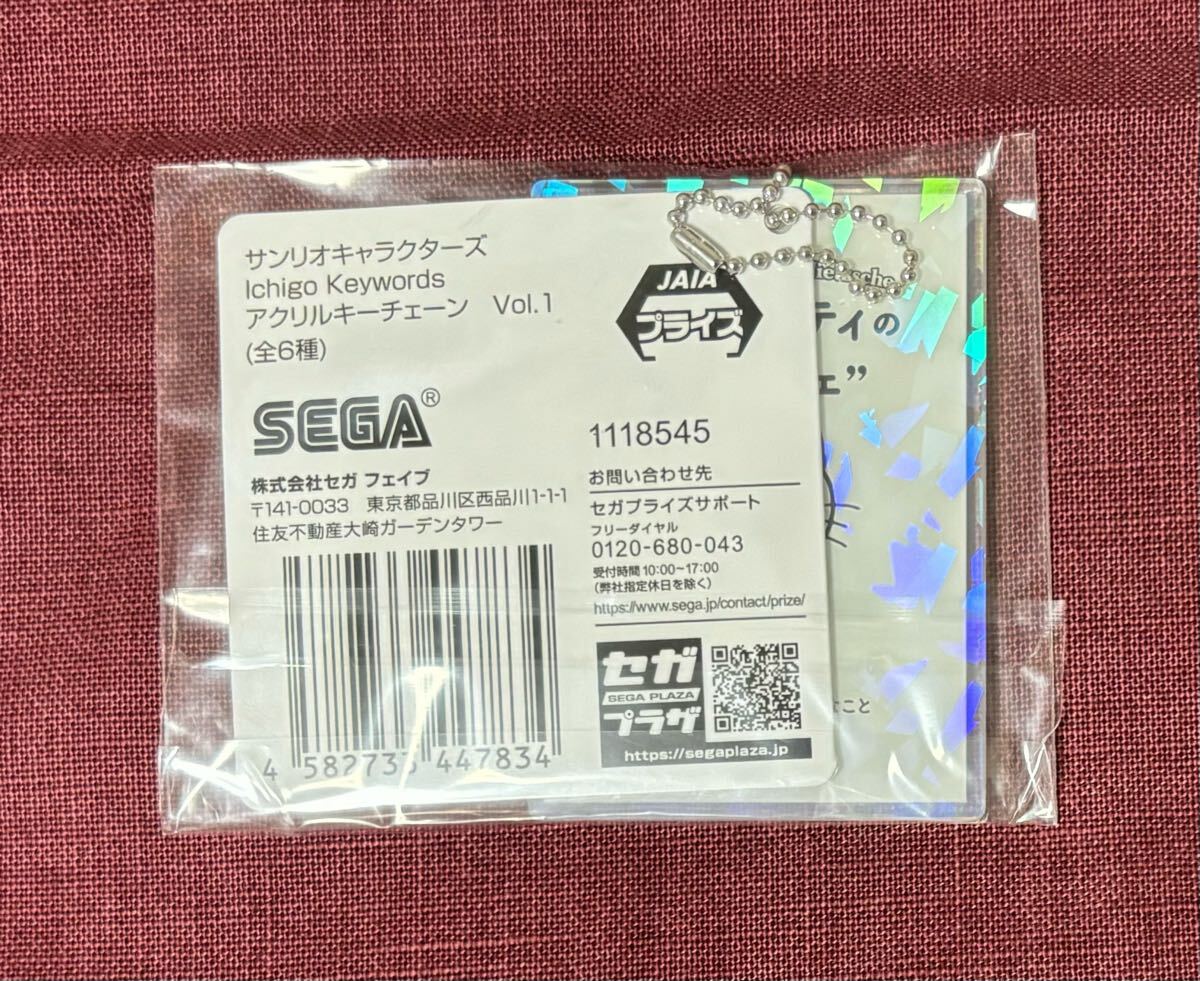 サンリオキャラクターズ
Ichigo Keywords
アクリルキーチェーン Vol.1
(全6種)
SEGA®
株式会社セガ フェイブ
〒141-0033 東京都品川区西品川1-1-1
住友不動産大崎ガーデンタワー
4 582733 447834
JAIA
プライズ
1118545
お問い合わせ先
セガプライズサポート
フリーダイヤル
0120-680-043
受付時間 10:00~17:00
(弊社指定休日を除く)
https://www.sega.jp/contact/prize/
セガ
SEGA PLAZA
プラザ
https://segaplaza.jp
ティの
ェ”
なこと